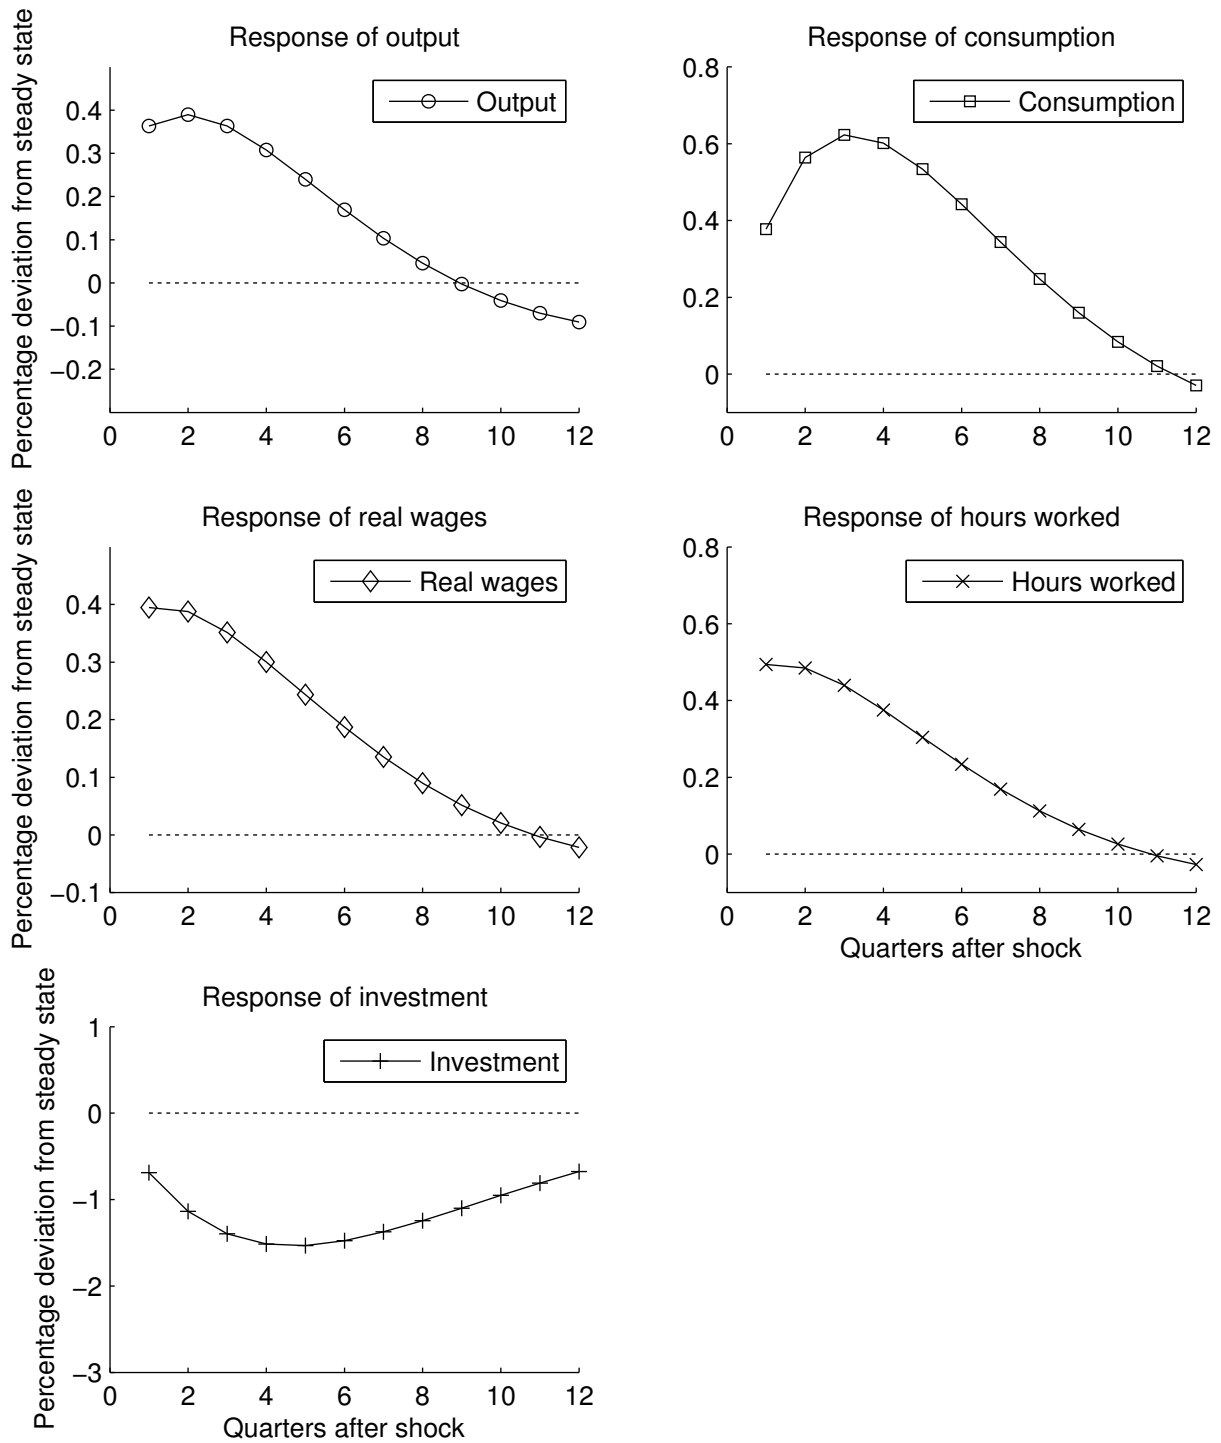 Response of output
Percentage deviation from steady state
Output
0.4
0.3
0.2
0.1
0
−0.1
−0.2
0 2 4 6 8 10 12
Response of consumption
Consumption
0.8
0.6
0.4
0.2
0
0 2 4 6 8 10 12
Response of real wages
Percentage deviation from steady state
Real wages
0.4
0.3
0.2
0.1
0
−0.1
0 2 4 6 8 10 12
Response of hours worked
Hours worked
0.8
0.6
0.4
0.2
0
0 2 4 6 8 10 12
Quarters after shock
Response of investment
Percentage deviation from steady state
Investment
1
0
−1
−2
−3
0 2 4 6 8 10 12
Quarters after shock